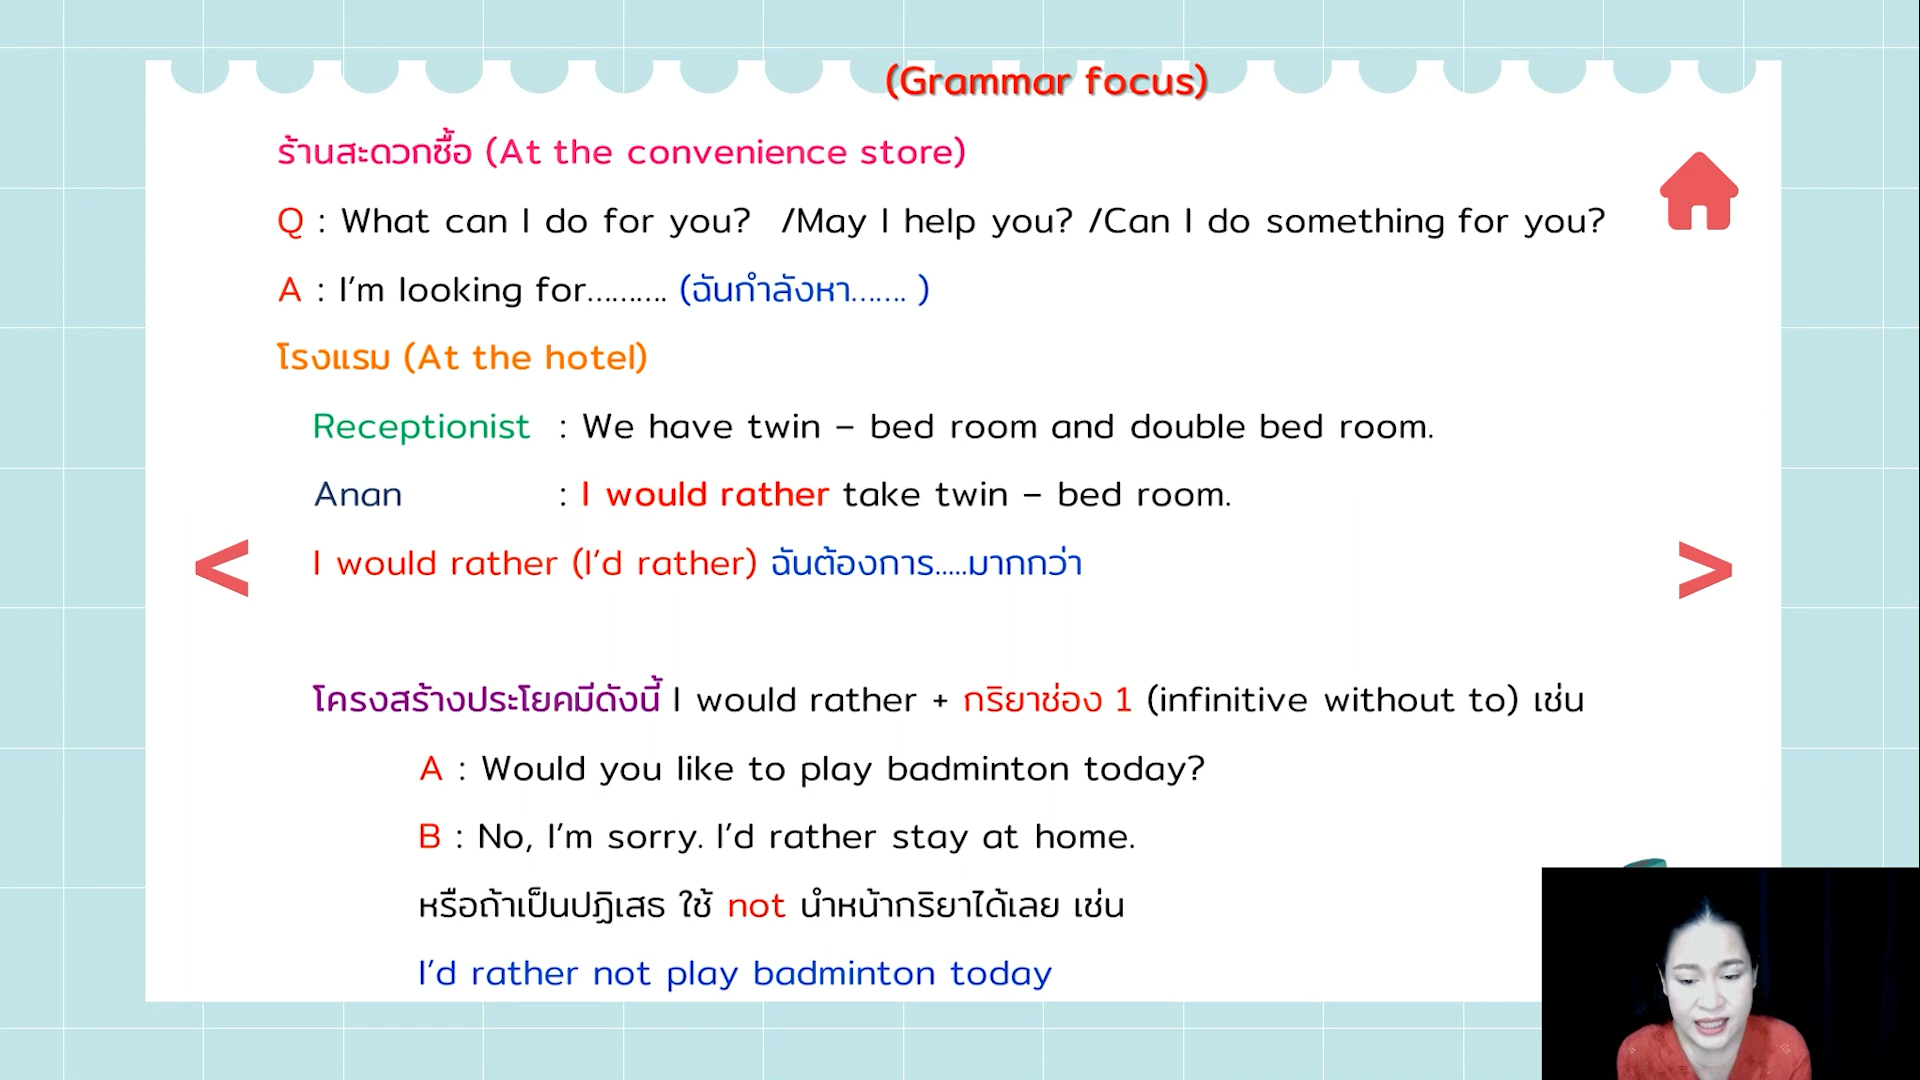 (Grammar focus)
ร้านสะดวกซื้อ (At the convenience store)
Q : What can I do for you? /May I help you? /Can I do something for you?
A : I’m looking for.......... (ฉันกำลังหา....... )
โรงแรม (At the hotel)
Receptionist : We have twin – bed room and double bed room.
Anan : I would rather take twin – bed room.
I would rather (I’d rather) ฉันต้องการ.....มากกว่า
โครงสร้างประโยคมีดังนี้ I would rather + กริยาช่อง 1 (infinitive without to) เช่น
A : Would you like to play badminton today?
B : No, I’m sorry. I’d rather stay at home.
หรือถ้าเป็นปฏิเสธ ใช้ not นำหน้ากริยาได้เลย เช่น
I’d rather not play badminton today